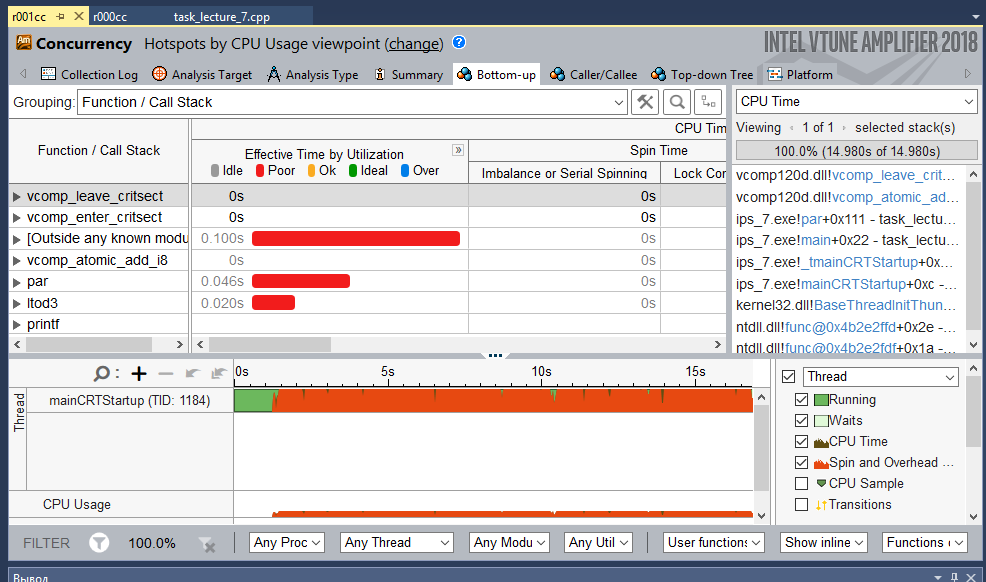 r001cc
r000cc
task_lecture_7.cpp
Am Concurrency Hotspots by CPU Usage viewpoint (change) ?
INTEL VTUNE AMPLIFIER 2018
Collection Log
Analysis Target
Analysis Type
Summary
Bottom-up
Caller/Callee
Top-down Tree
Platform
Grouping: Function / Call Stack
CPU Time
Function / Call Stack
CPU Tim
Effective Time by Utilization
Idle Poor Ok Ideal Over
Spin Time
Imbalance or Serial Spinning
Lock Cor
Viewing 1 of 1 selected stack(s)
100.0% (14.980s of 14.980s)
vcomp_leave_critsect 0s 0s
vcomp_enter_critsect 0s 0s
[Outside any known modu 0.100s 0s
vcomp_atomic_add_i8 0s 0s
par 0.046s 0s
ltod3 0.020s 0s
printf
vcomp120d.dll!vcomp_leave_crit...
vcomp120d.dll!vcomp_atomic_ad...
ips_7.exe!par+0x111 - task_lectu...
ips_7.exe!main+0x22 - task_lectu...
ips_7.exe!_tmainCRTStartup+0x...
ips_7.exe!mainCRTStartup+0xc -...
kernel32.dll!BaseThreadInitThun...
ntdll.dll!func@0x4b2e2ffd+0x2e -...
ntdll.dll!func@0x4b2e2fdf+0x1a -...
0s 5s 10s 15s
Thread
mainCRTStartup (TID: 1184)
CPU Usage
Thread
Running
Waits
CPU Time
Spin and Overhead ...
CPU Sample
Transitions
FILTER 100.0% Any Proc Any Thread Any Modu Any Util User functions Show inline Functions
Вывод